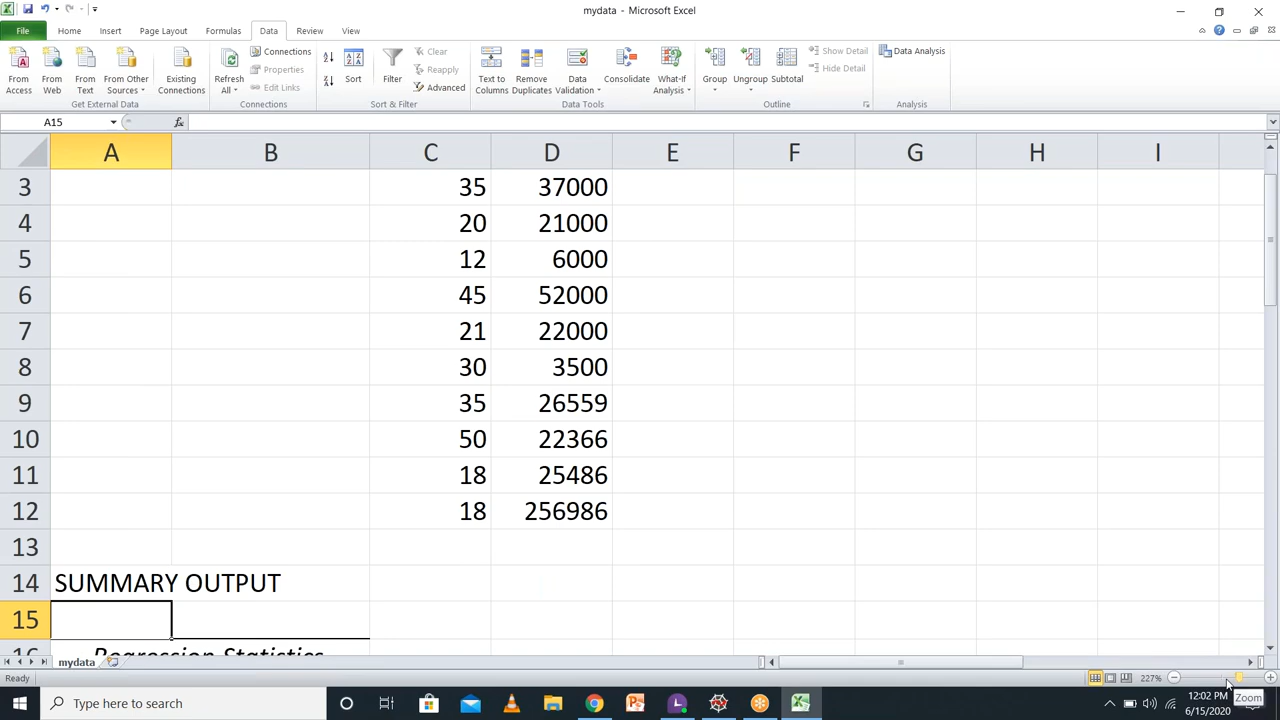 mydata - Microsoft Excel
File Home Insert Page Layout Formulas Data Review View
From Access
From Web
From Text
From Other Sources
Existing Connections
Get External Data
Refresh All
Connections
Properties
Edit Links
Connections
Sort
Filter
Clear
Reapply
Advanced
Sort & Filter
Text to Columns
Remove Duplicates
Data Validation
Consolidate
What-If Analysis
Data Tools
Group
Ungroup
Subtotal
Show Detail
Hide Detail
Outline
Data Analysis
Analysis
A15 fx
A B C D E F G H I
3 35 37000
4 20 21000
5 12 6000
6 45 52000
7 21 22000
8 30 3500
9 35 26559
10 50 22366
11 18 25486
12 18 256986
13
14 SUMMARY OUTPUT
15
16 Regression Statistics
mydata
Ready 227%
Zoom
Type here to search
12:02 PM
6/15/2020